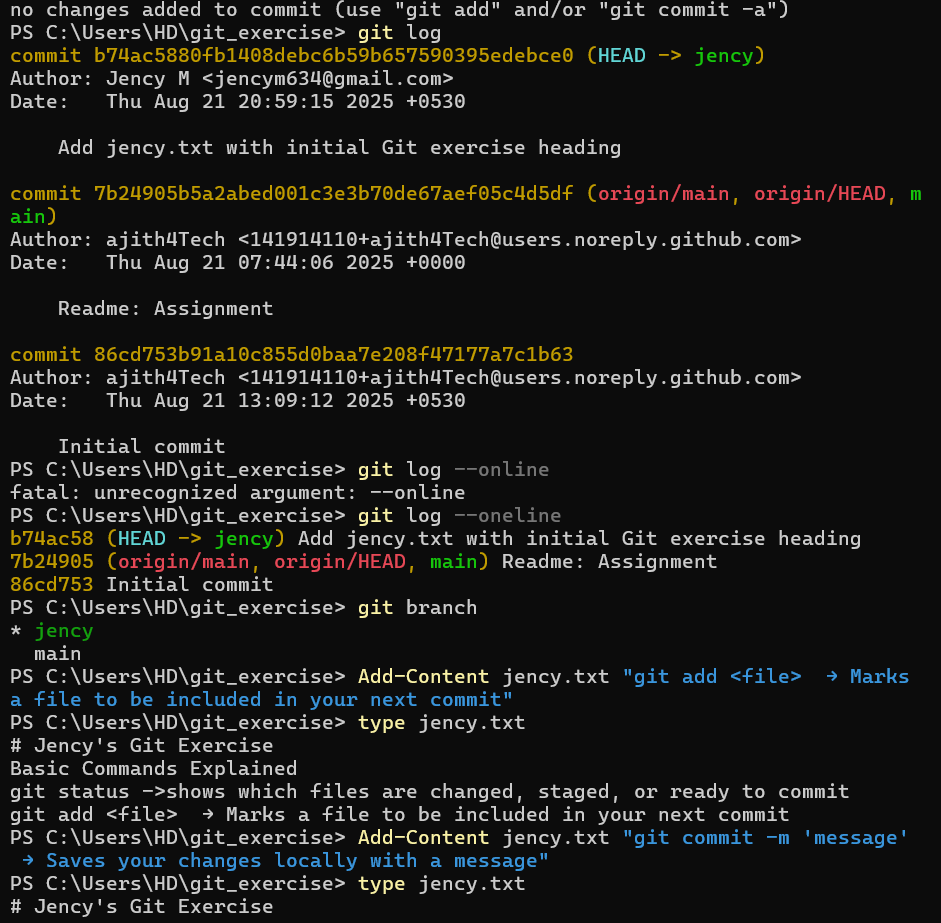 no changes added to commit (use "git add" and/or "git commit -a")
PS C:\Users\HD\git_exercise> git log
commit b74ac5880fb1408debc6b59b657590395edebce0 (HEAD -> jency)
Author: Jency M <jencym634@gmail.com>
Date:   Thu Aug 21 20:59:15 2025 +0530
    Add jency.txt with initial Git exercise heading
commit 7b24905b5a2abed001c3e3b70de67aef05c4d5df (origin/main, origin/HEAD, m
ain)
Author: ajith4Tech <141914110+ajith4Tech@users.noreply.github.com>
Date:   Thu Aug 21 07:44:06 2025 +0000
    Readme: Assignment
commit 86cd753b91a10c855d0baa7e208f47177a7c1b63
Author: ajith4Tech <141914110+ajith4Tech@users.noreply.github.com>
Date:   Thu Aug 21 13:09:12 2025 +0530
    Initial commit
PS C:\Users\HD\git_exercise> git log --online
fatal: unrecognized argument: --online
PS C:\Users\HD\git_exercise> git log --oneline
b74ac58 (HEAD -> jency) Add jency.txt with initial Git exercise heading
7b24905 (origin/main, origin/HEAD, main) Readme: Assignment
86cd753 Initial commit
PS C:\Users\HD\git_exercise> git branch
* jency
  main
PS C:\Users\HD\git_exercise> Add-Content jency.txt "git add <file>  → Marks
a file to be included in your next commit"
PS C:\Users\HD\git_exercise> type jency.txt
# Jency's Git Exercise
Basic Commands Explained
git status ->shows which files are changed, staged, or ready to commit
git add <file>  → Marks a file to be included in your next commit
PS C:\Users\HD\git_exercise> Add-Content jency.txt "git commit -m 'message'
 → Saves your changes locally with a message"
PS C:\Users\HD\git_exercise> type jency.txt
# Jency's Git Exercise